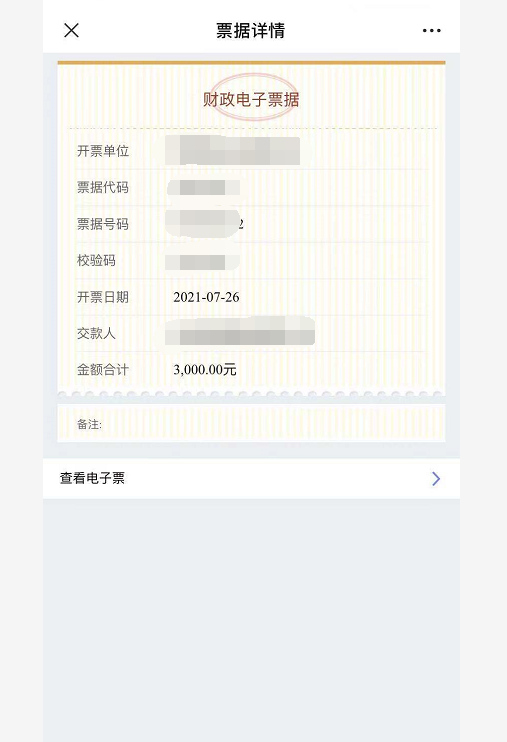 票据详情
财政电子票据
开票单位
票据代码
票据号码
校验码
开票日期 2021-07-26
交款人
金额合计 3,000.00元
备注:
查看电子票